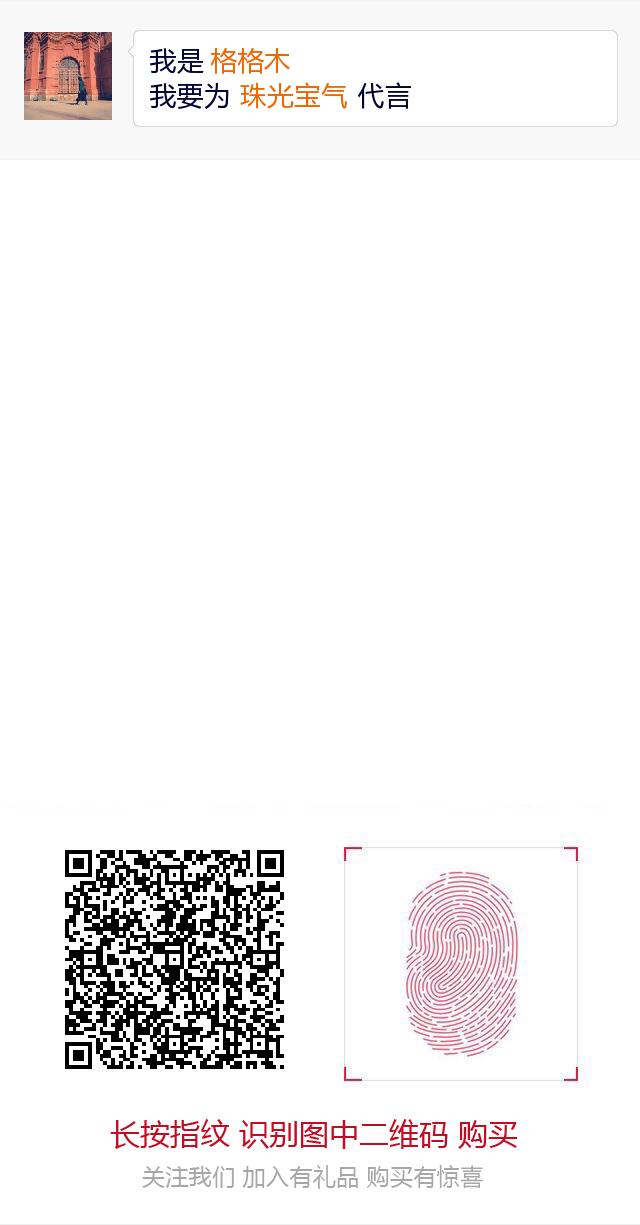 我是 格格木
我要为 珠光宝气 代言
长按指纹 识别图中二维码 购买
关注我们 加入有礼品 购买有惊喜